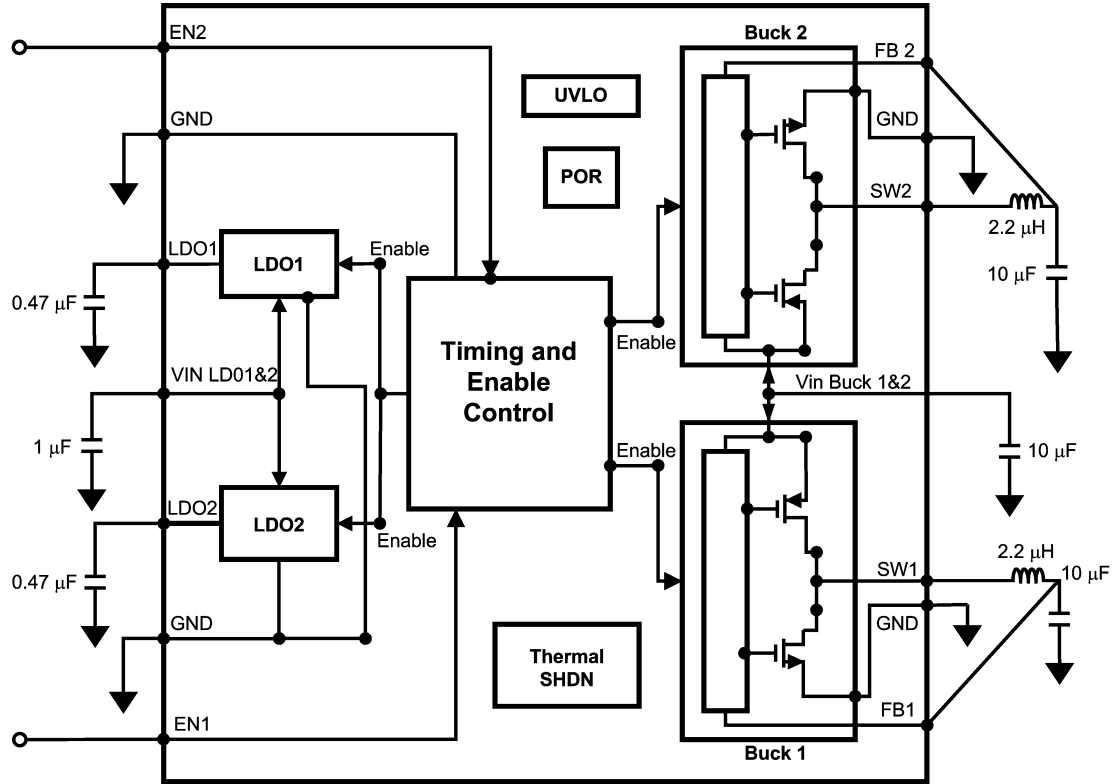 EN2
Buck 2
FB 2
UVLO
GND
GND
POR
SW2
2.2 μH
LDO1
LDO1
Enable
10 μF
0.47 μF
Enable
Timing and
Enable
Control
VIN LD01&2
Vin Buck 1&2
1 μF
Enable
10 μF
LDO2
LDO2
Enable
2.2 μH
0.47 μF
SW1
10 μF
GND
GND
Thermal
SHDN
EN1
FB1
Buck 1